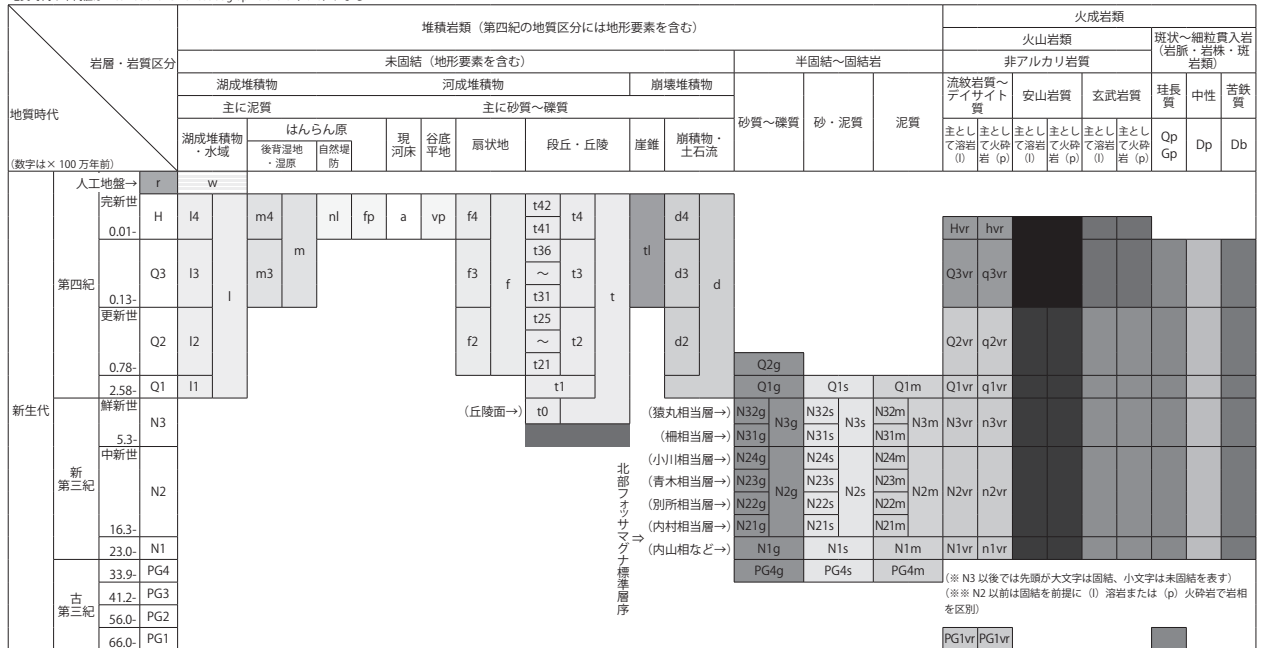 堆積岩類（第四紀の地質区分には地形要素を含む）
火成岩類
火山岩類
斑状～細粒貫入岩
（岩脈・岩株・斑
岩類）
岩層・岩質区分
未固結（地形要素を含む）
半固結～固結岩
非アルカリ岩質
湖成堆積物
河成堆積物
崩壊堆積物
流紋岩質～
デイサイト
質
安山岩質
玄武岩質
珪長
質
中性
苦鉄
質
地質時代
主に泥質
主に砂質～礫質
砂質～礫質
砂・泥質
泥質
湖成堆積物
・水域
はんらん原
後背湿地
・湿原
自然堤
防
現
河床
谷底
平地
扇状地
段丘・丘陵
崖錐
崩積物・
土石流
主とし
て溶岩
（l）
主とし
て火砕
岩（p）
主とし
て溶岩
（l）
主とし
て火砕
岩（p）
主とし
て溶岩
（l）
主とし
て火砕
岩（p）
Qp
Gp
Dp
Db
(数字は× 100 万年前)
新生代
人工地盤→ r w
第四紀
完新世
0.01-
H l4 m4 nl fp a vp f4 t42 t4 d4 Hvr hvr
t41
l m f t tl d
0.13-
Q3 l3 m3 f3 t36 t3 d3 Q3vr q3vr
～
t31
更新世
0.78-
Q2 l2 f2 t25 t2 d2 Q2vr q2vr
～
t21
Q2g
2.58- Q1 l1 t1 Q1g Q1s Q1m Q1vr q1vr
新
第三紀
鮮新世
5.3-
N3
（丘陵面→） t0
（猿丸相当層→） N32g N3g N32s N3s N32m N3m N3vr n3vr
（柵相当層→） N31g N31s N31m
中新世
16.3-
N2
（小川相当層→） N24g N24s N24m
（青木相当層→） N23g N2g N23s N2s N23m N2m N2vr n2vr
（別所相当層→） N22g N22s N22m
（内村相当層→） N21g N21s N21m
23.0- N1 （内山相など→） N1g N1s N1m N1vr n1vr
北部フォッサマグナ標準層序
⇒
古
第三紀
33.9- PG4 PG4g PG4s PG4m
（※ N3 以後では先頭が大文字は固結、小文字は未固結を表す）
（※※ N2 以前は固結を前提に（l）溶岩または（p）火砕岩で岩相
を区別）
41.2- PG3
56.0- PG2
66.0- PG1 PG1vr PG1vr